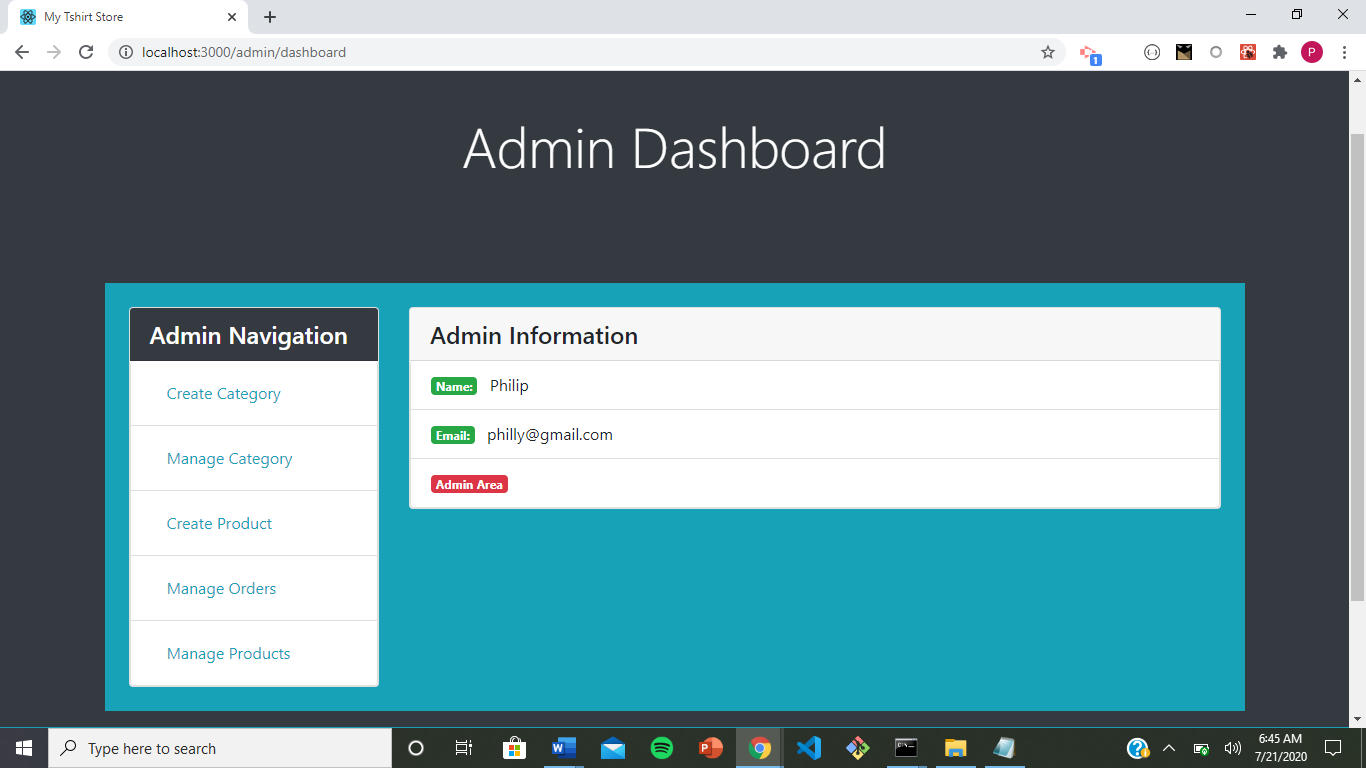 My Tshirt Store
localhost:3000/admin/dashboard
1
P
Admin Dashboard
Admin Navigation
Create Category
Manage Category
Create Product
Manage Orders
Manage Products
Admin Information
Name: Philip
Email: philly@gmail.com
Admin Area
Type here to search
6:45 AM
7/21/2020